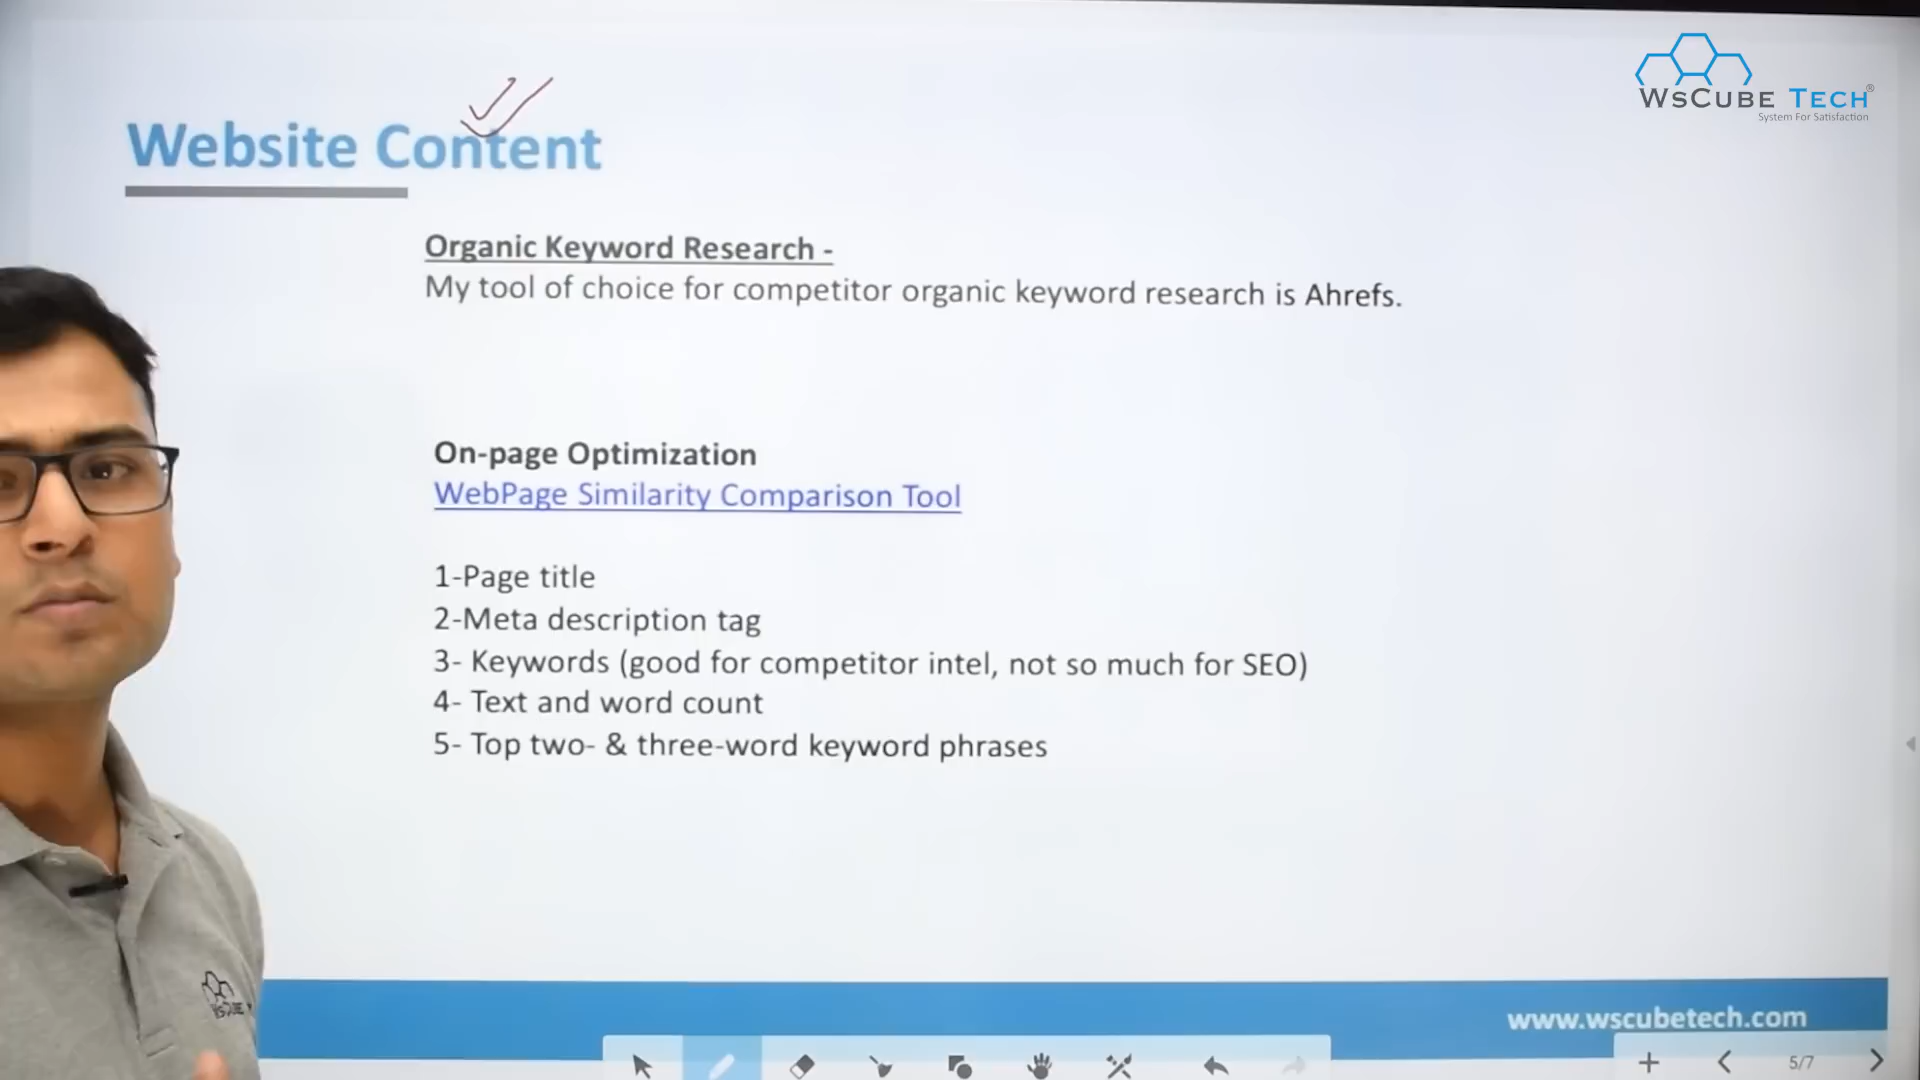 WsCUBE TECH®
System For Satisfaction
Website Content
Organic Keyword Research -
My tool of choice for competitor organic keyword research is Ahrefs.
On-page Optimization
WebPage Similarity Comparison Tool
1-Page title
2-Meta description tag
3- Keywords (good for competitor intel, not so much for SEO)
4- Text and word count
5- Top two- & three-word keyword phrases
WsCUBE
www.wscubetech.com
5/7